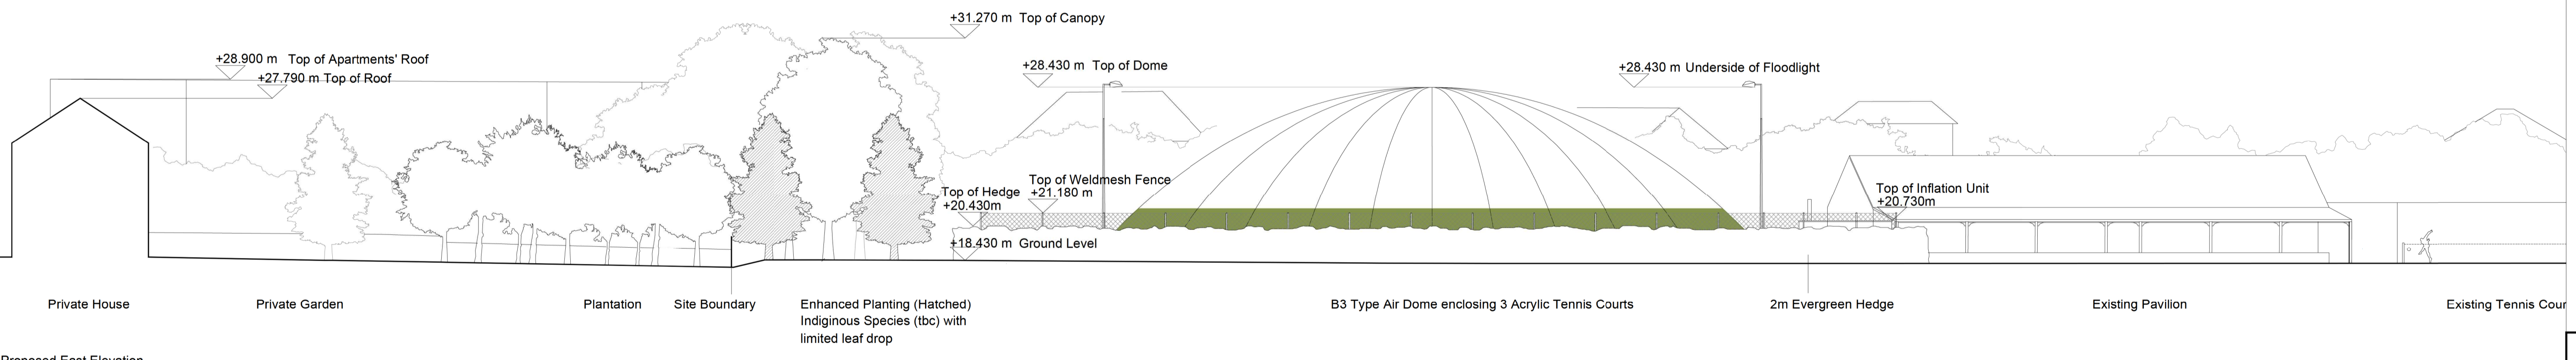 +31.270 m Top of Canopy
+28.900 m Top of Apartments' Roof
+27.790 m Top of Roof
+28.430 m Top of Dome
+28.430 m Underside of Floodlight
Top of Hedge
+20.430m
Top of Weldmesh Fence
+21.180 m
Top of Inflation Unit
+20.730m
+18.430 m Ground Level
Private House
Private Garden
Plantation
Site Boundary
Enhanced Planting (Hatched)
Indiginous Species (tbc) with
limited leaf drop
B3 Type Air Dome enclosing 3 Acrylic Tennis Courts
2m Evergreen Hedge
Existing Pavilion
Existing Tennis Cour
Proposed East Elevation